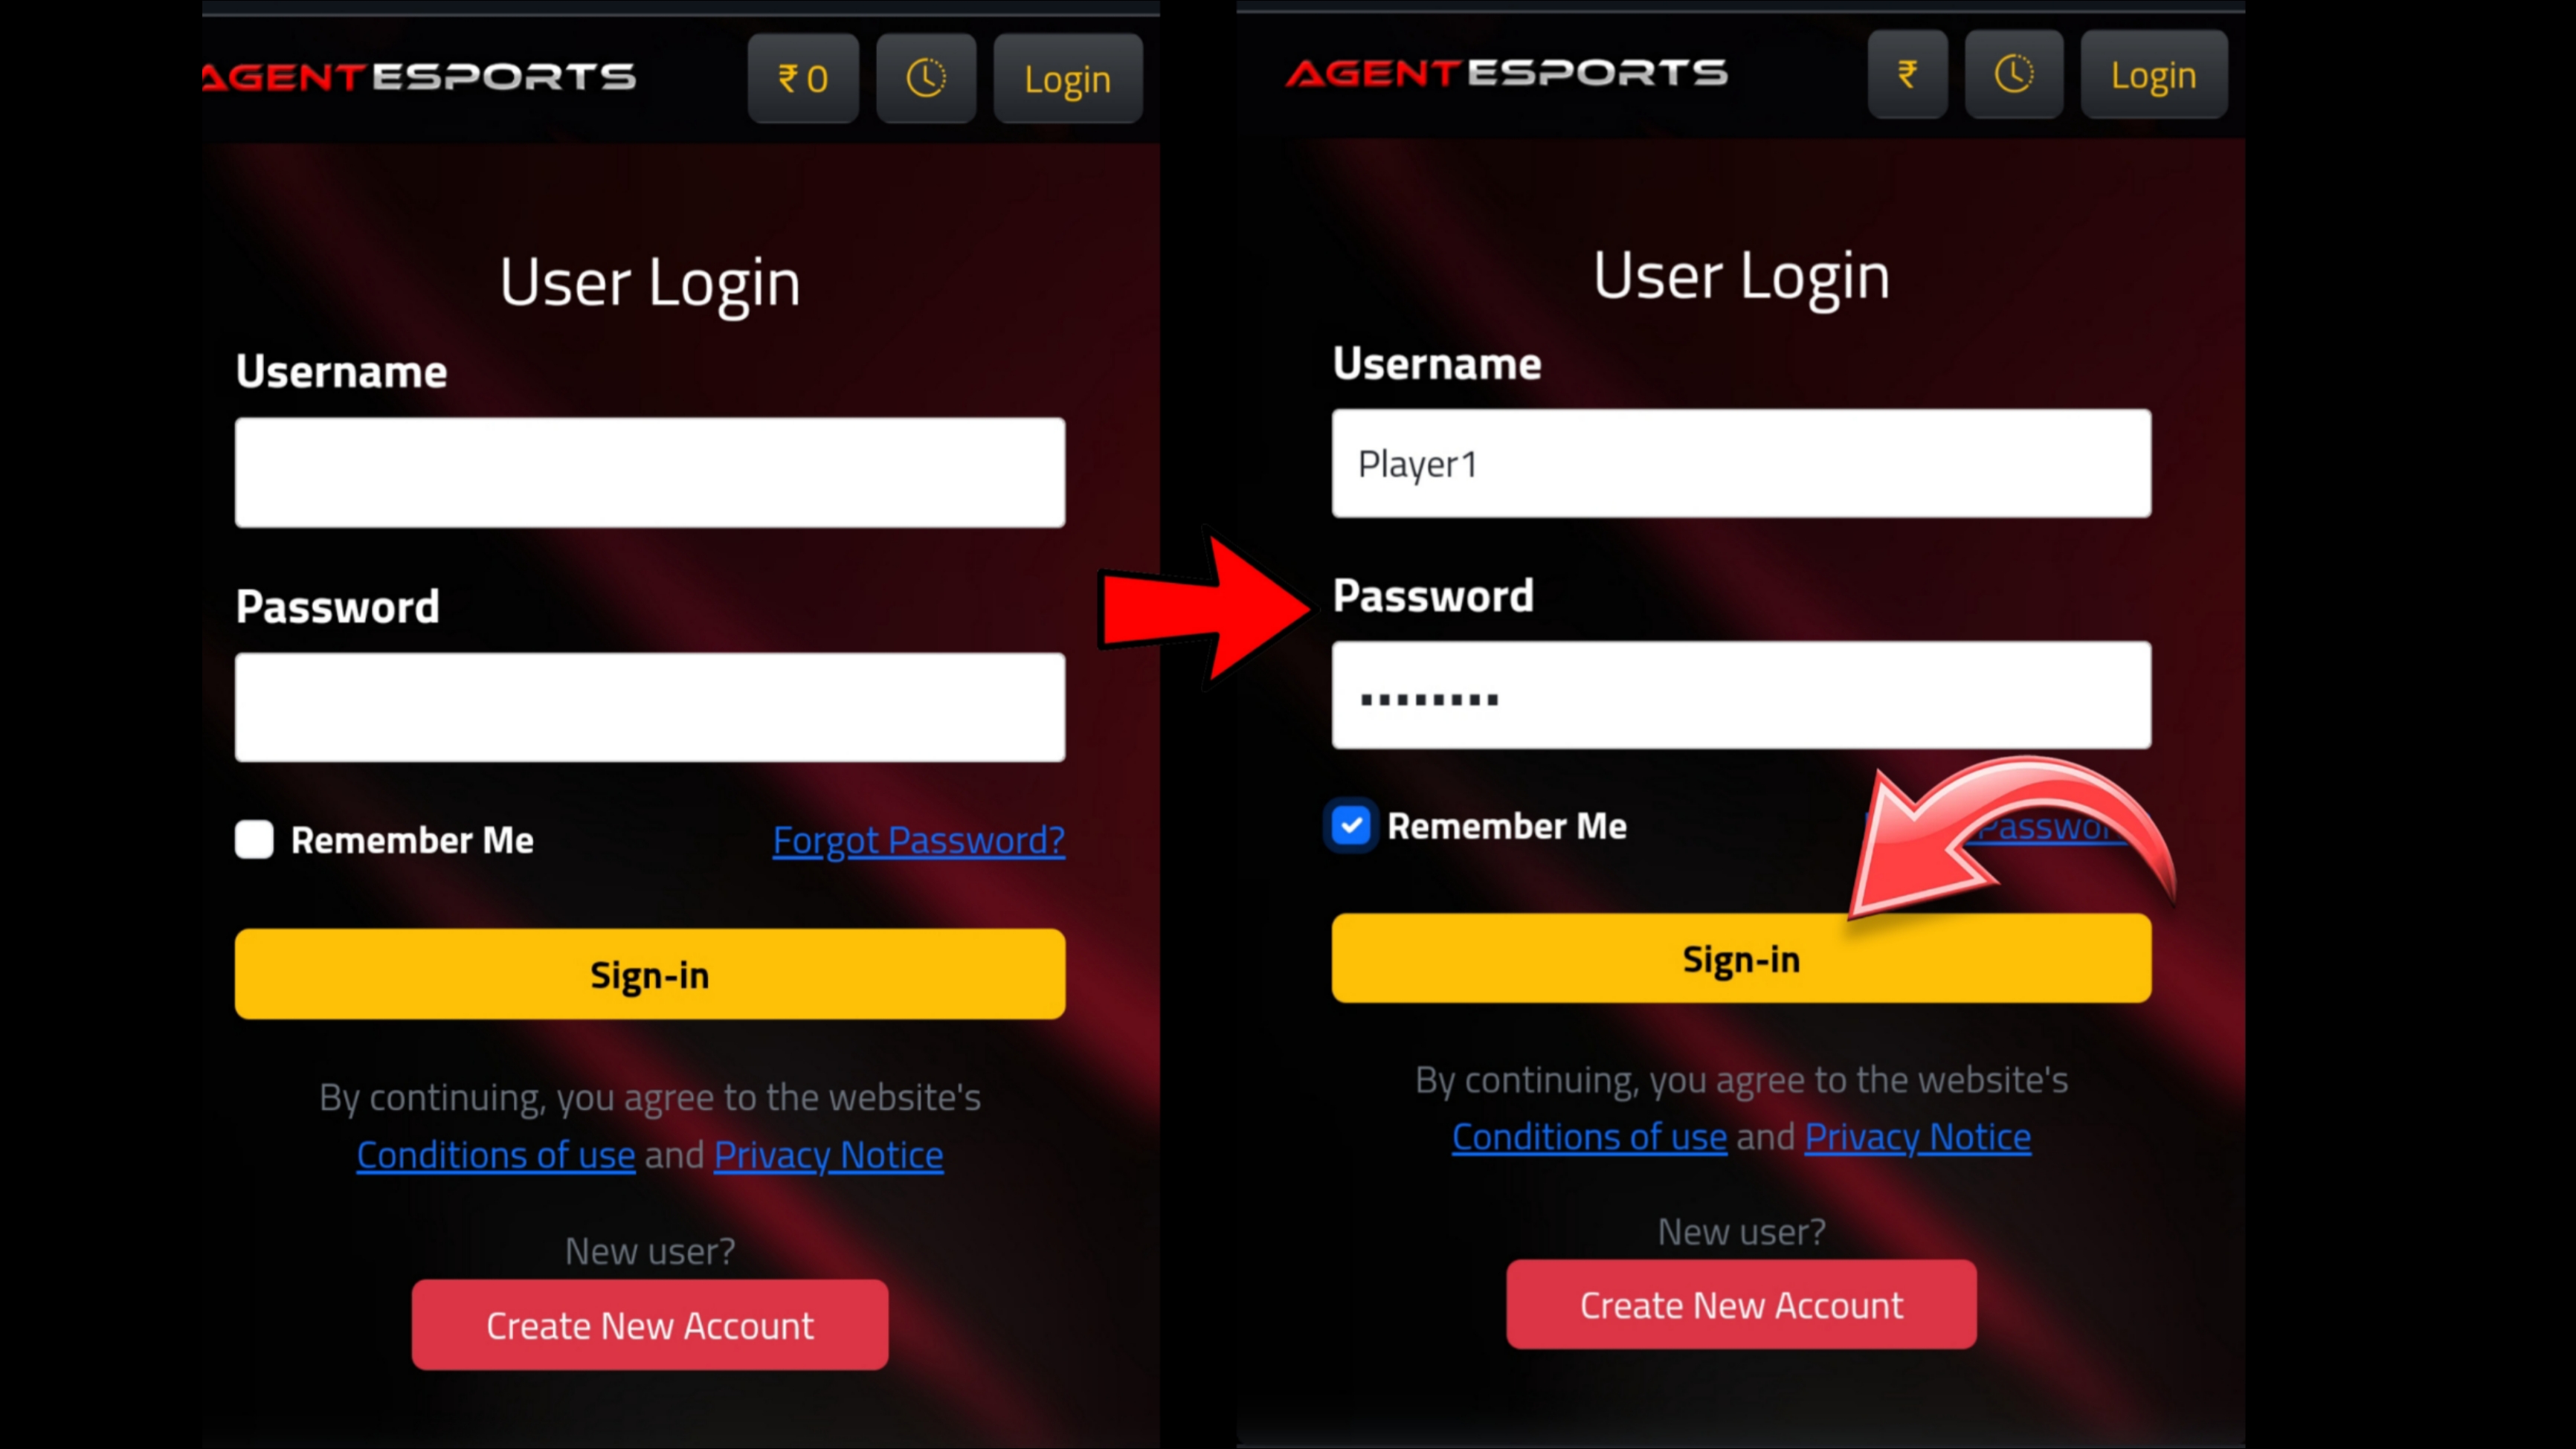 AGENTESPORTS
₹ 0
Login
User Login
Username
Password
Remember Me
Forgot Password?
Sign-in
By continuing, you agree to the website's
Conditions of use and Privacy Notice
New user?
Create New Account
AGENTESPORTS
₹
Login
User Login
Username
Player1
Password
Remember Me
Sign-in
By continuing, you agree to the website's
Conditions of use and Privacy Notice
New user?
Create New Account